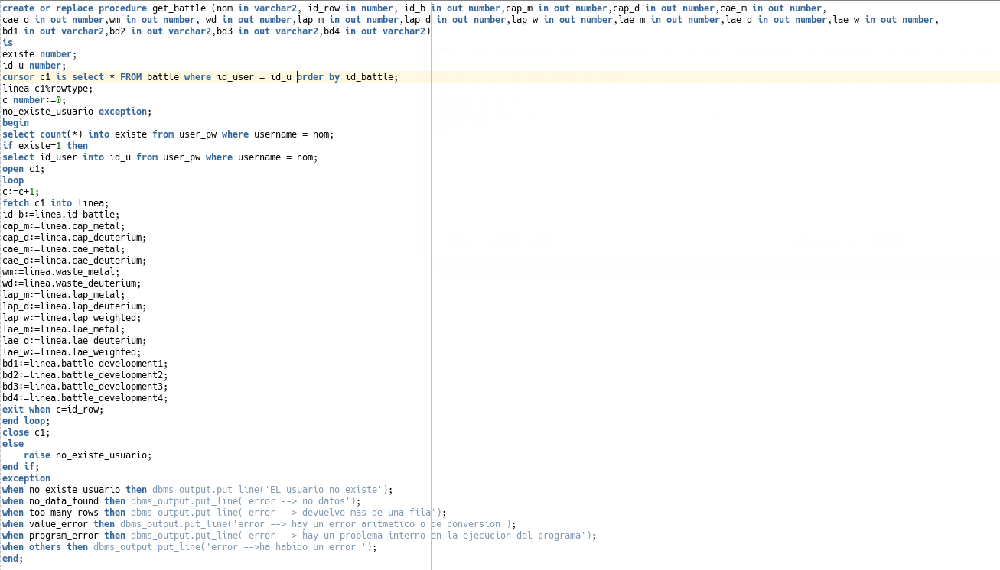 create or replace procedure get_battle (nom in varchar2, id_row in number, id_b in out number,cap_m in out number,cap_d in out number,cae_m in out number,
cae_d in out number,wm in out number, wd in out number,lap_m in out number,lap_d in out number,lap_w in out number,lae_m in out number,lae_d in out number,lae_w in out number,
bd1 in out varchar2,bd2 in out varchar2,bd3 in out varchar2,bd4 in out varchar2)
is
existe number;
id_u number;
cursor c1 is select * FROM battle where id_user = id_u order by id_battle;
linea c1%rowtype;
c number:=0;
no_existe_usuario exception;
begin
select count(*) into existe from user_pw where username = nom;
if existe=1 then
select id_user into id_u from user_pw where username = nom;
open c1;
loop
c:=c+1;
fetch c1 into linea;
id_b:=linea.id_battle;
cap_m:=linea.cap_metal;
cap_d:=linea.cap_deuterium;
cae_m:=linea.cae_metal;
cae_d:=linea.cae_deuterium;
wm:=linea.waste_metal;
wd:=linea.waste_deuterium;
lap_m:=linea.lap_metal;
lap_d:=linea.lap_deuterium;
lap_w:=linea.lap_weighted;
lae_m:=linea.lae_metal;
lae_d:=linea.lae_deuterium;
lae_w:=linea.lae_weighted;
bd1:=linea.battle_development1;
bd2:=linea.battle_development2;
bd3:=linea.battle_development3;
bd4:=linea.battle_development4;
exit when c=id_row;
end loop;
close c1;
else
    raise no_existe_usuario;
end if;
exception
when no_existe_usuario then dbms_output.put_line('EL usuario no existe');
when no_data_found then dbms_output.put_line('error --> no datos');
when too_many_rows then dbms_output.put_line('error --> devuelve mas de una fila');
when value_error then dbms_output.put_line('error --> hay un error aritmetico o de conversion');
when program_error then dbms_output.put_line('error --> hay un problema interno en la ejecucion del programa');
when others then dbms_output.put_line('error -->ha habido un error ');
end;